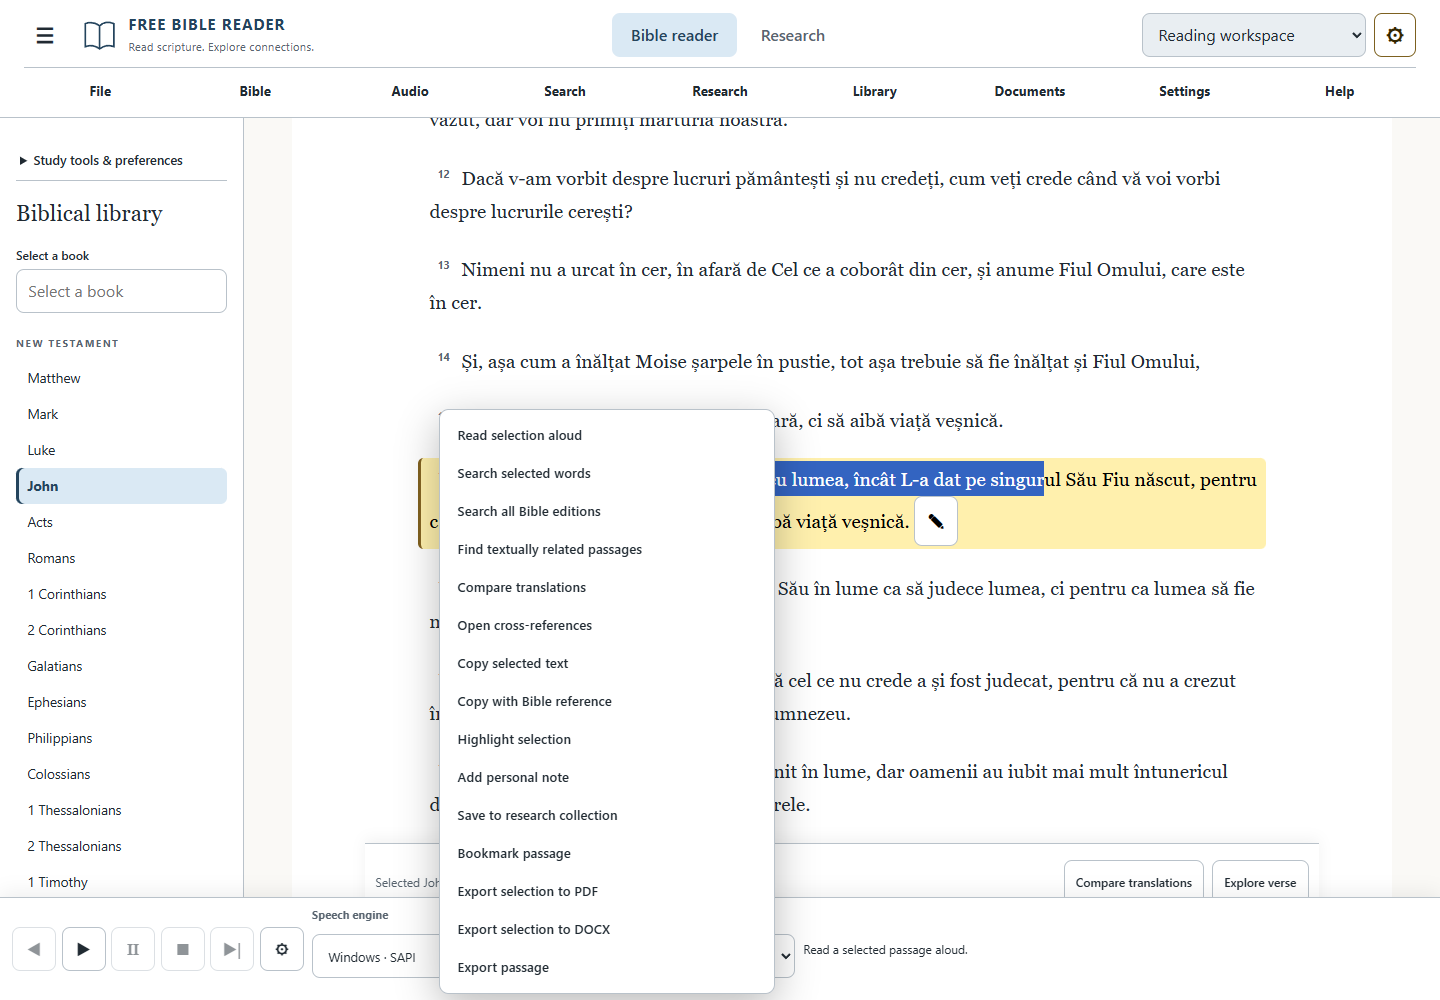 ☰
FREE BIBLE READER
Read scripture. Explore connections.
Bible reader
Research
Reading workspace
File Bible Audio Search Research Library Documents Settings Help
Study tools & preferences
Biblical library
Select a book
Select a book
NEW TESTAMENT
Matthew
Mark
Luke
John
Acts
Romans
1 Corinthians
2 Corinthians
Galatians
Ephesians
Philippians
Colossians
1 Thessalonians
2 Thessalonians
1 Timothy
văzut, dar voi nu primiți mărturia noastră.
12 Dacă v-am vorbit despre lucruri pământești și nu credeți, cum veți crede când vă voi vorbi
despre lucrurile cerești?
13 Nimeni nu a urcat în cer, în afară de Cel ce a coborât din cer, și anume Fiul Omului, care este
în cer.
14 Și, așa cum a înălțat Moise șarpele în pustie, tot așa trebuie să fie înălțat și Fiul Omului,
ară, ci să aibă viață veșnică.
u lumea, încât L-a dat pe singurul Său Fiu născut, pentru
c bă viață veșnică.
Său în lume ca să judece lumea, ci pentru ca lumea să fie
ă cel ce nu crede a și fost judecat, pentru că nu a crezut
în umnezeu.
nit în lume, dar oamenii au iubit mai mult întunericul
d rele.
Read selection aloud
Search selected words
Search all Bible editions
Find textually related passages
Compare translations
Open cross-references
Copy selected text
Copy with Bible reference
Highlight selection
Add personal note
Save to research collection
Bookmark passage
Export selection to PDF
Export selection to DOCX
Export passage
Selected Joh
Compare translations
Explore verse
Speech engine
Windows · SAPI
Read a selected passage aloud.